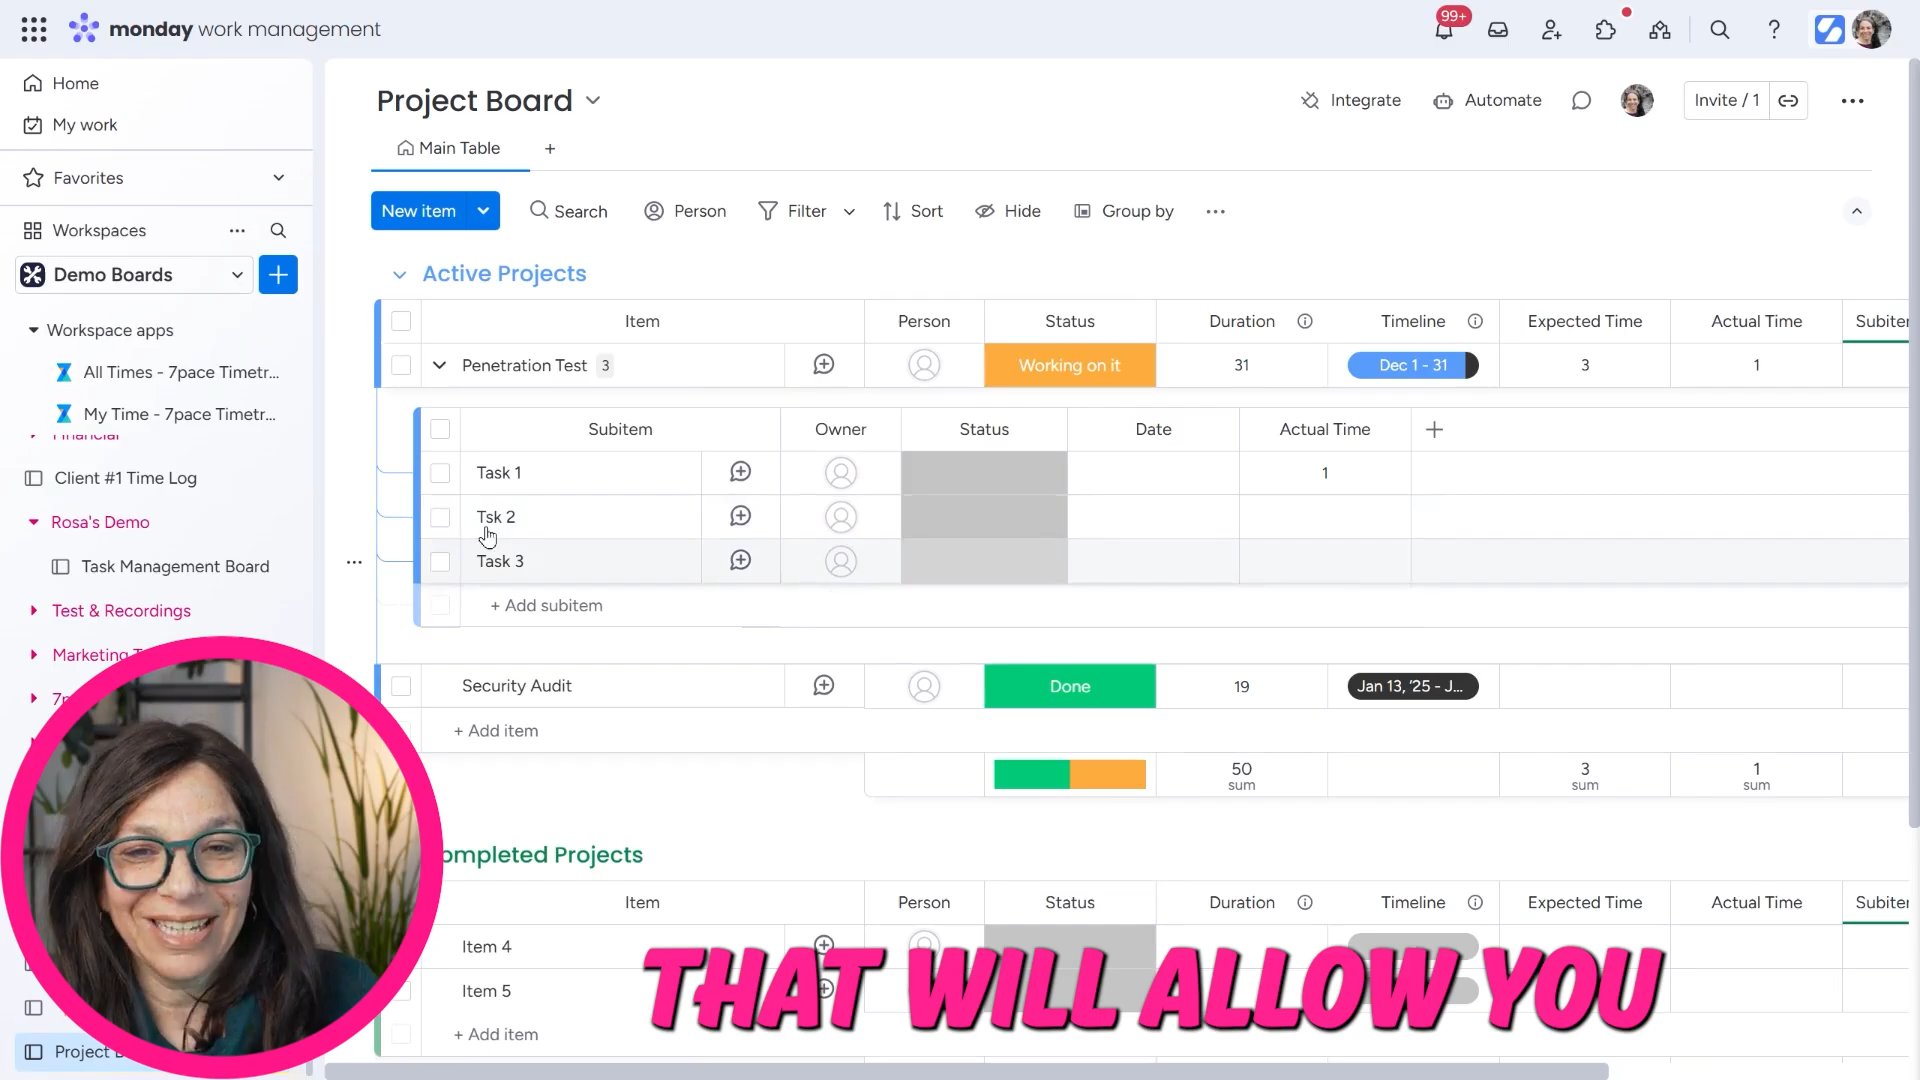 monday work management
99+
Home
My work
Favorites
Workspaces
Demo Boards
Workspace apps
All Times - 7pace Timetr...
My Time - 7pace Timetr...
Financial
Client #1 Time Log
Rosa's Demo
Task Management Board
Test & Recordings
Marketing
Project
Project Board
Integrate
Automate
Invite / 1
Main Table
New item
Search
Person
Filter
Sort
Hide
Group by
Active Projects
Item Person Status Duration Timeline Expected Time Actual Time
Penetration Test 3 Working on it 31 Dec 1 - 31 3 1
Subitem Owner Status Date Actual Time
Task 1 1
Tsk 2
Task 3
+ Add subitem
Security Audit Done 19 Jan 13, '25 - J...
+ Add item
50 3 1
sum sum sum
ompleted Projects
Item Person Status Duration Timeline Expected Time Actual Time
Item 4
Item 5
+ Add item
THAT WILL ALLOW YOU